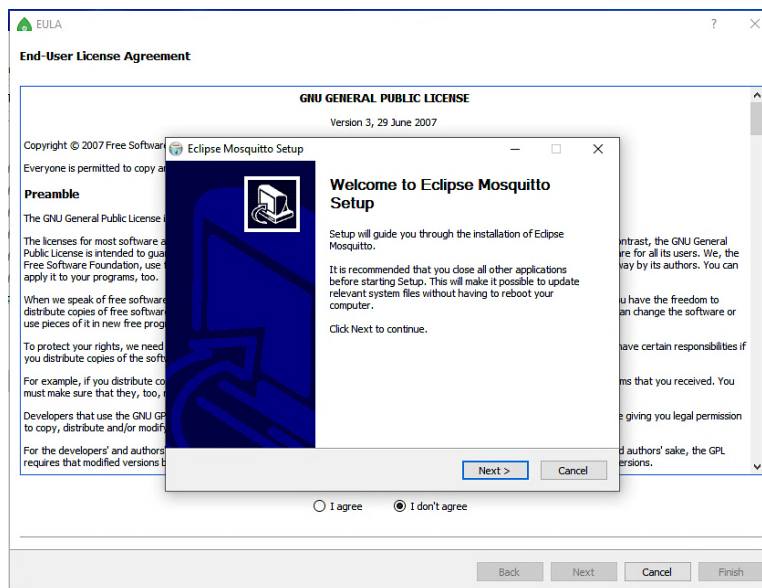 EULA
End-User License Agreement
GNU GENERAL PUBLIC LICENSE
Version 3, 29 June 2007
Copyright © 2007 Free Software
Everyone is permitted to copy
Preamble
The GNU General Public License
The licenses for most software
Public License is intended to
Free Software Foundation, use
apply it to your programs, too.
When we speak of free software
distribute copies of free software
use pieces of it in new free
To protect your rights, we need
you distribute copies of the
For example, if you distribute
must make sure that they, too,
Developers that use the GNU
to copy, distribute and/or modify
For the developers' and authors'
requires that modified versions
Eclipse Mosquitto Setup
Welcome to Eclipse Mosquitto
Setup
Setup will guide you through the installation of Eclipse
Mosquitto.
It is recommended that you close all other applications
before starting Setup. This will make it possible to update
relevant system files without having to reboot your
computer.
Click Next to continue.
Next >
Cancel
the GNU General
for all its users. We, the
way by its authors. You can
have the freedom to
can change the software or
have certain responsibilities if
that you received. You
giving you legal permission
authors' sake, the GPL
I agree
I don't agree
Back
Next
Cancel
Finish